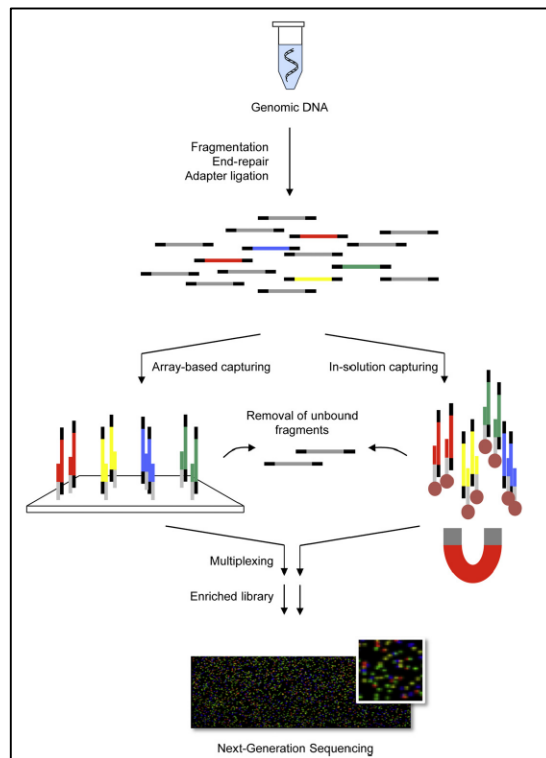 Genomic DNA
Fragmentation
End-repair
Adapter ligation
Array-based capturing
In-solution capturing
Removal of unbound
fragments
Multiplexing
Enriched library
Next-Generation Sequencing